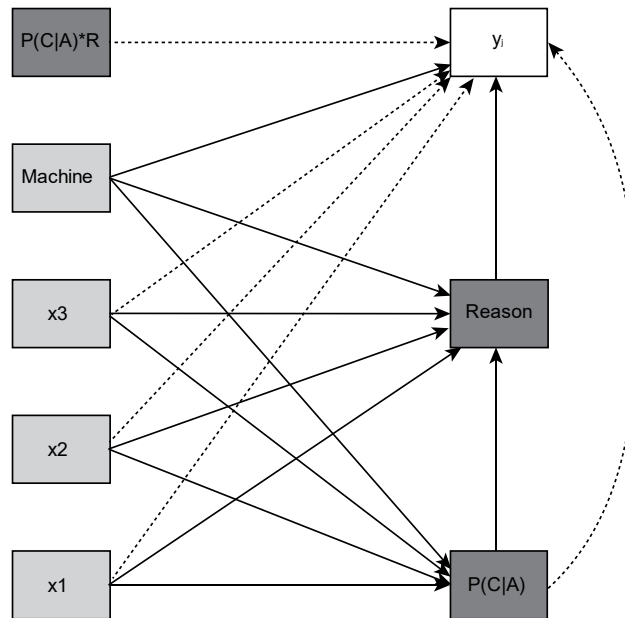 P(C|A)*R
yⱼ
Machine
x3
Reason
x2
x1
P(C|A)